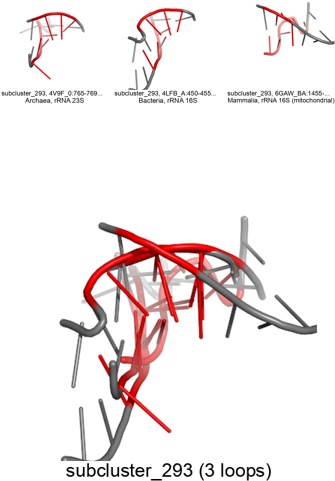 subcluster_293, 4V9F_0:765-769...
Archaea, rRNA 23S
subcluster_293, 4LFB_A:450-455...
Bacteria, rRNA 16S
subcluster_293, 6GAW_BA:1455-...
Mammalia, rRNA 16S (mitochondrial)
subcluster_293 (3 loops)